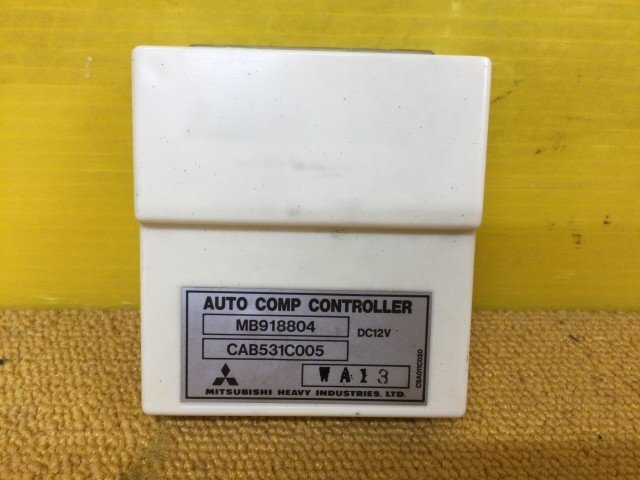 AUTO COMP CONTROLLER
MB918804 DC12V
CAB531C005
WA13
MITSUBISHI HEAVY INDUSTRIES, LTD.